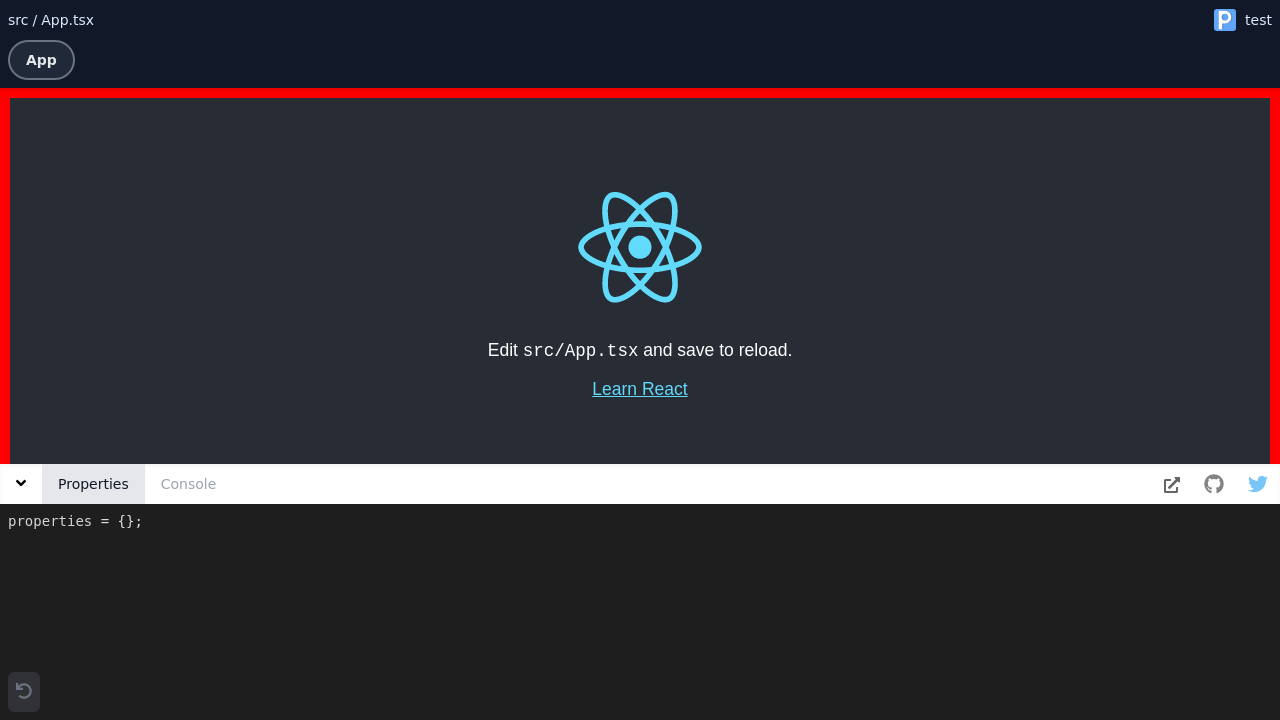 src / App.tsx
test
App
Edit src/App.tsx and save to reload.
Learn React
Properties
Console
properties = {};